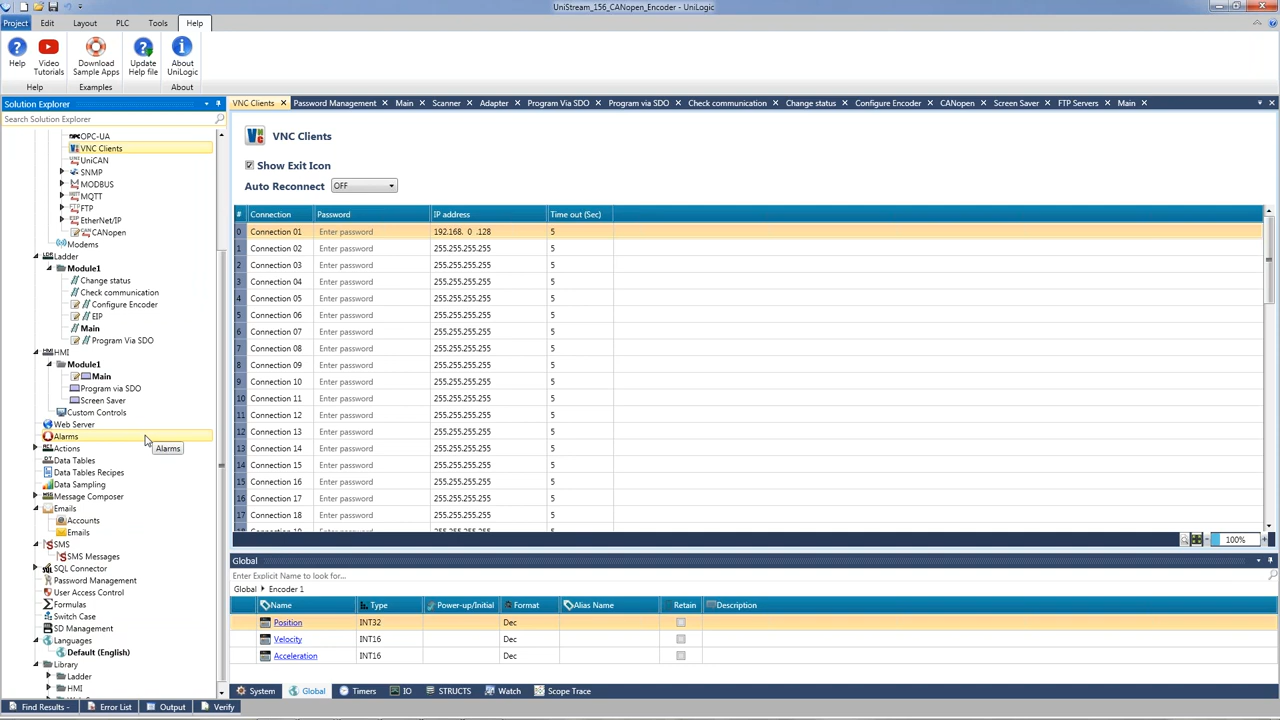 UniStream_156_CANopen_Encoder - UniLogic
Project Edit Layout PLC Tools Help
Help Video Tutorials Download Sample Apps Update Help file About UniLogic
Help Examples About
Solution Explorer
Search Solution Explorer
OPC-UA
VNC Clients
UniCAN
SNMP
MODBUS
MQTT
FTP
EtherNet/IP
CANopen
Modems
Ladder
Module1
Change status
Check communication
Configure Encoder
EIP
Main
Program Via SDO
HMI
Module1
Main
Program via SDO
Screen Saver
Custom Controls
Web Server
Alarms
Alarms
Actions
Data Tables
Data Tables Recipes
Data Sampling
Message Composer
Emails
Accounts
Emails
SMS
SMS Messages
SQL Connector
Password Management
User Access Control
Formulas
Switch Case
SD Management
Languages
Default (English)
Library
Ladder
HMI
VNC Clients Password Management Main Scanner Adapter Program Via SDO Program via SDO Check communication Change status Configure Encoder CANopen Screen Saver FTP Servers Main
VNC Clients
Show Exit Icon
Auto Reconnect OFF
# Connection Password IP address Time out (Sec)
0 Connection 01 Enter password 192.168. 0 .128 5
1 Connection 02 Enter password 255.255.255.255 5
2 Connection 03 Enter password 255.255.255.255 5
3 Connection 04 Enter password 255.255.255.255 5
4 Connection 05 Enter password 255.255.255.255 5
5 Connection 06 Enter password 255.255.255.255 5
6 Connection 07 Enter password 255.255.255.255 5
7 Connection 08 Enter password 255.255.255.255 5
8 Connection 09 Enter password 255.255.255.255 5
9 Connection 10 Enter password 255.255.255.255 5
10 Connection 11 Enter password 255.255.255.255 5
11 Connection 12 Enter password 255.255.255.255 5
12 Connection 13 Enter password 255.255.255.255 5
13 Connection 14 Enter password 255.255.255.255 5
14 Connection 15 Enter password 255.255.255.255 5
15 Connection 16 Enter password 255.255.255.255 5
16 Connection 17 Enter password 255.255.255.255 5
17 Connection 18 Enter password 255.255.255.255 5
100%
Global
Enter Explicit Name to look for...
Global Encoder 1
Name Type Power-up/Initial Format Alias Name Retain Description
Position INT32 Dec
Velocity INT16 Dec
Acceleration INT16 Dec
System Global Timers IO STRUCTS Watch Scope Trace
Find Results - Error List Output Verify